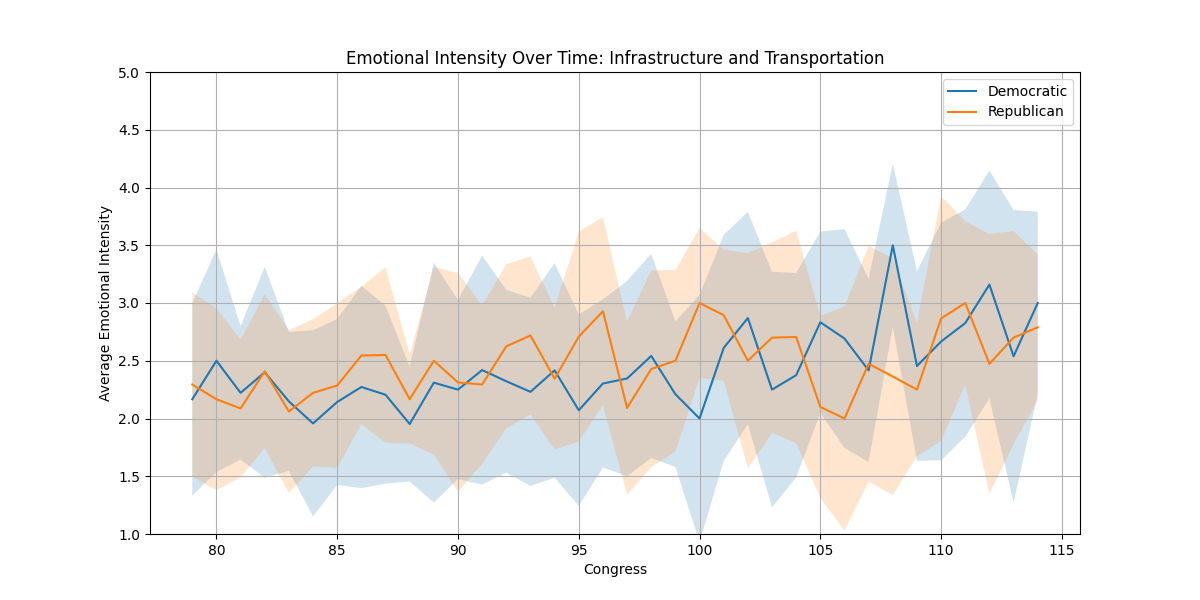 Emotional Intensity Over Time: Infrastructure and Transportation
5.0
4.5
4.0
3.5
3.0
2.5
2.0
1.5
1.0
Average Emotional Intensity
Democratic
Republican
80 85 90 95 100 105 110 115
Congress